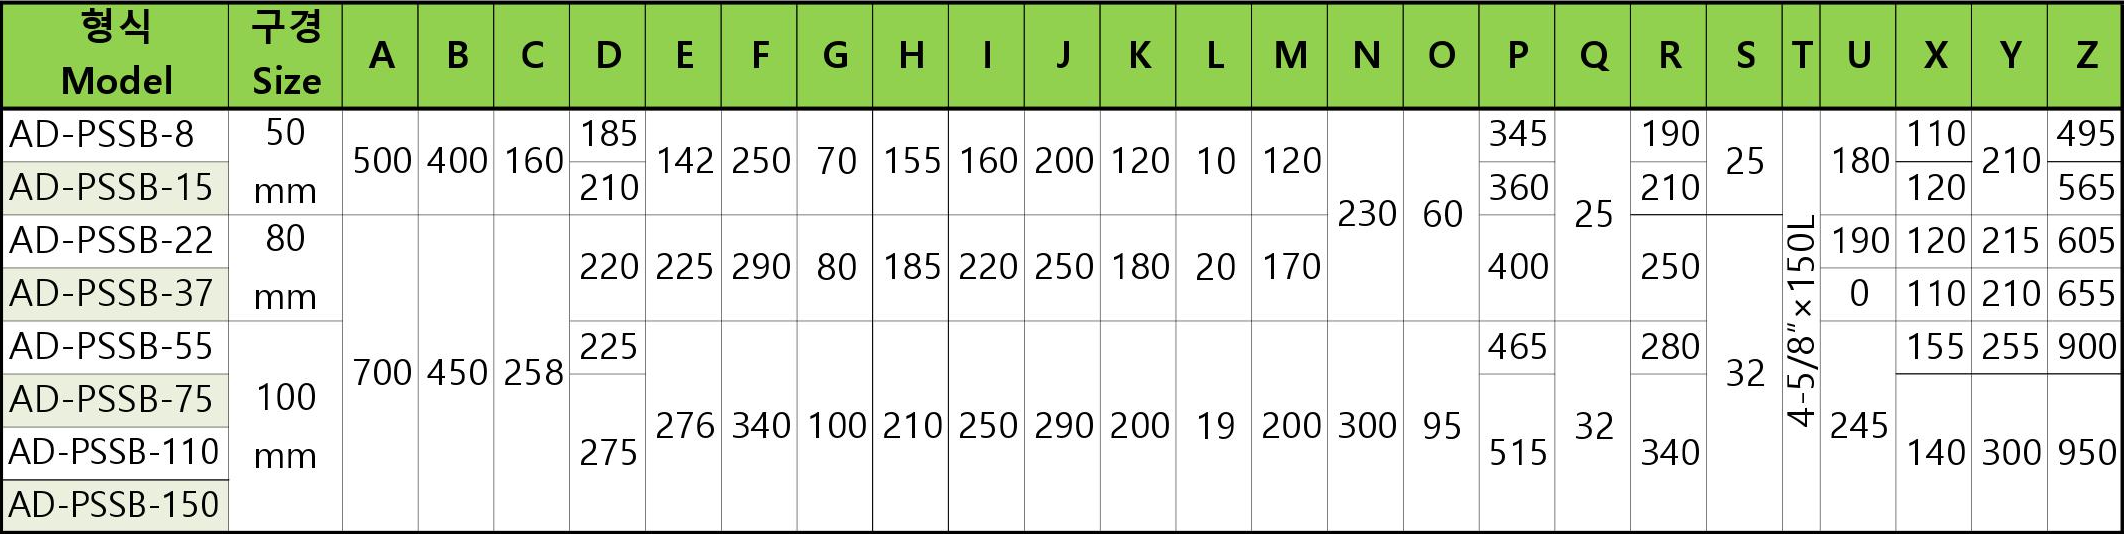 형식 구경 A B C D E F G H I J K L M N O P Q R S T U X Y Z
Model Size
AD-PSSB-8 50 500 400 160 185 142 250 70 155 160 200 120 10 120 230 60 345 25 190 25 4-5/8″×150L 180 110 210 495
AD-PSSB-15 mm 210 360 210 120 565
AD-PSSB-22 80 700 450 258 220 225 290 80 185 220 250 180 20 170 400 250 32 190 120 215 605
AD-PSSB-37 mm 0 110 210 655
AD-PSSB-55 100 225 276 340 100 210 250 290 200 19 200 300 95 465 32 280 245 155 255 900
AD-PSSB-75 mm 275 515 340 140 300 950
AD-PSSB-110
AD-PSSB-150